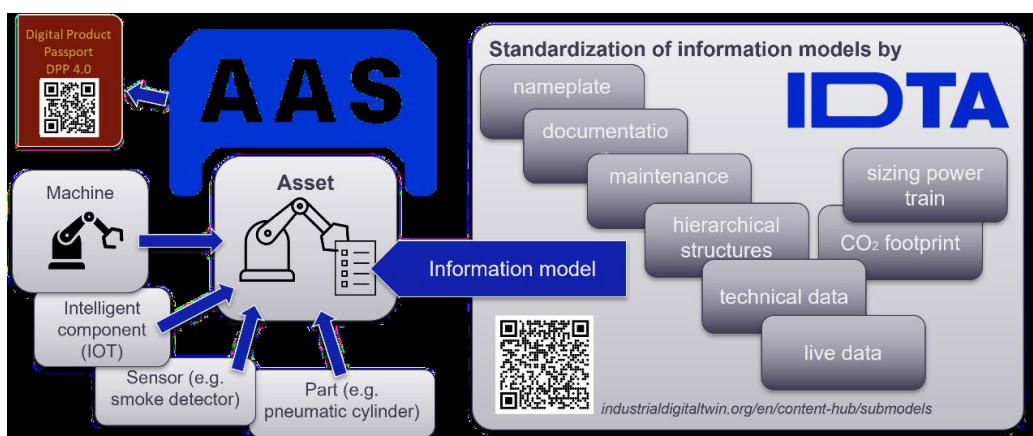 Digital Product
Passport
DPP 4.0
AAS
Machine
Asset
Intelligent
component
(IOT)
Sensor (e.g.
smoke detector)
Part (e.g.
pneumatic cylinder)
Information model
Standardization of information models by
IDTA
nameplate
documentatio
maintenance
hierarchical
structures
technical data
live data
sizing power
train
CO₂ footprint
industrialdigitaltwin.org/en/content-hub/submodels